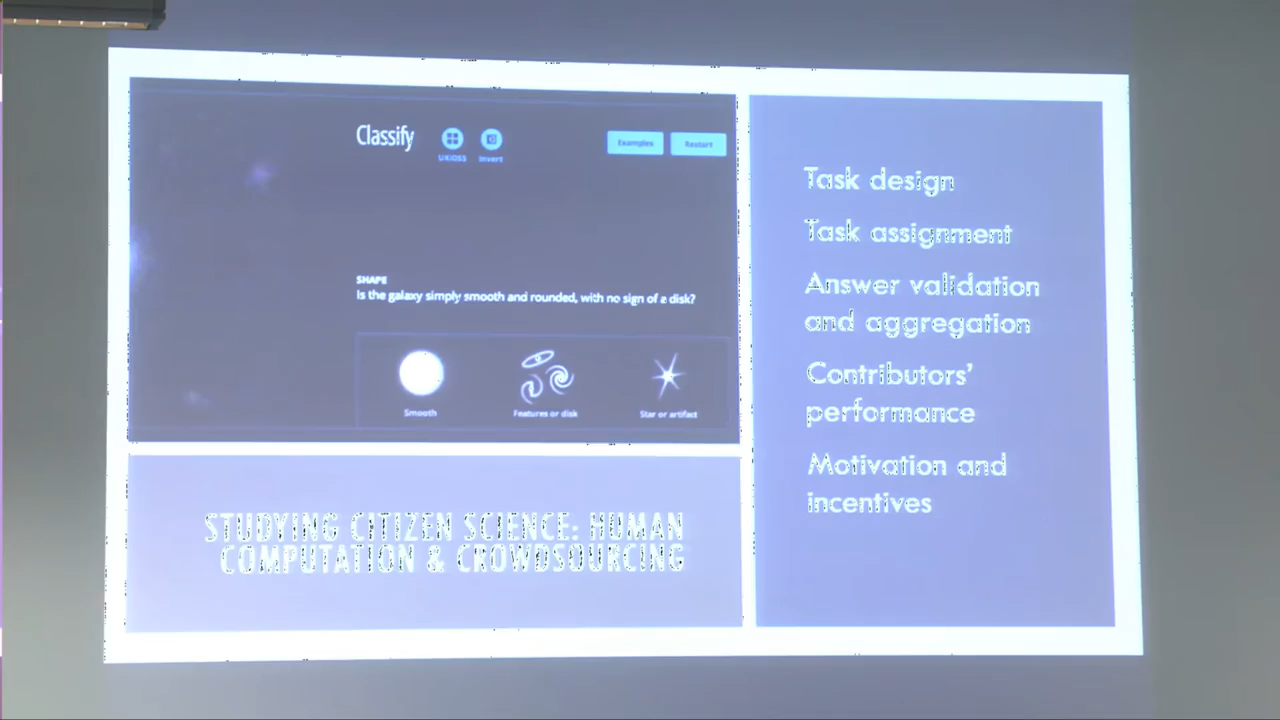 Classify
UKIDSS
Invert
Examples
Restart
SHAPE
Is the galaxy simply smooth and rounded, with no sign of a disk?
Smooth
Features or disk
Star or artifact
STUDYING CITIZEN SCIENCE: HUMAN
COMPUTATION & CROWDSOURCING
Task design
Task assignment
Answer validation
and aggregation
Contributors'
performance
Motivation and
incentives